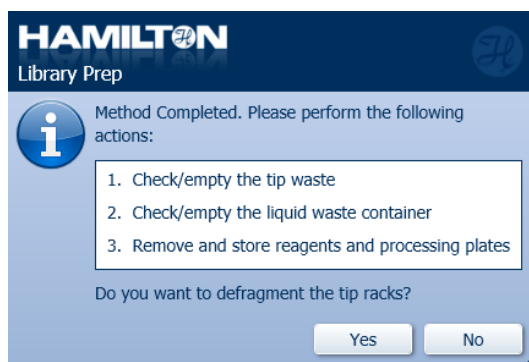 HAMILTON
Library Prep
Method Completed. Please perform the following
actions:
1. Check/empty the tip waste
2. Check/empty the liquid waste container
3. Remove and store reagents and processing plates
Do you want to defragment the tip racks?
Yes No